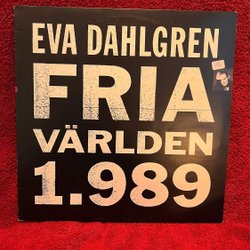 EVA DAHLGREN
FRIA
VÄRLDEN
1.989